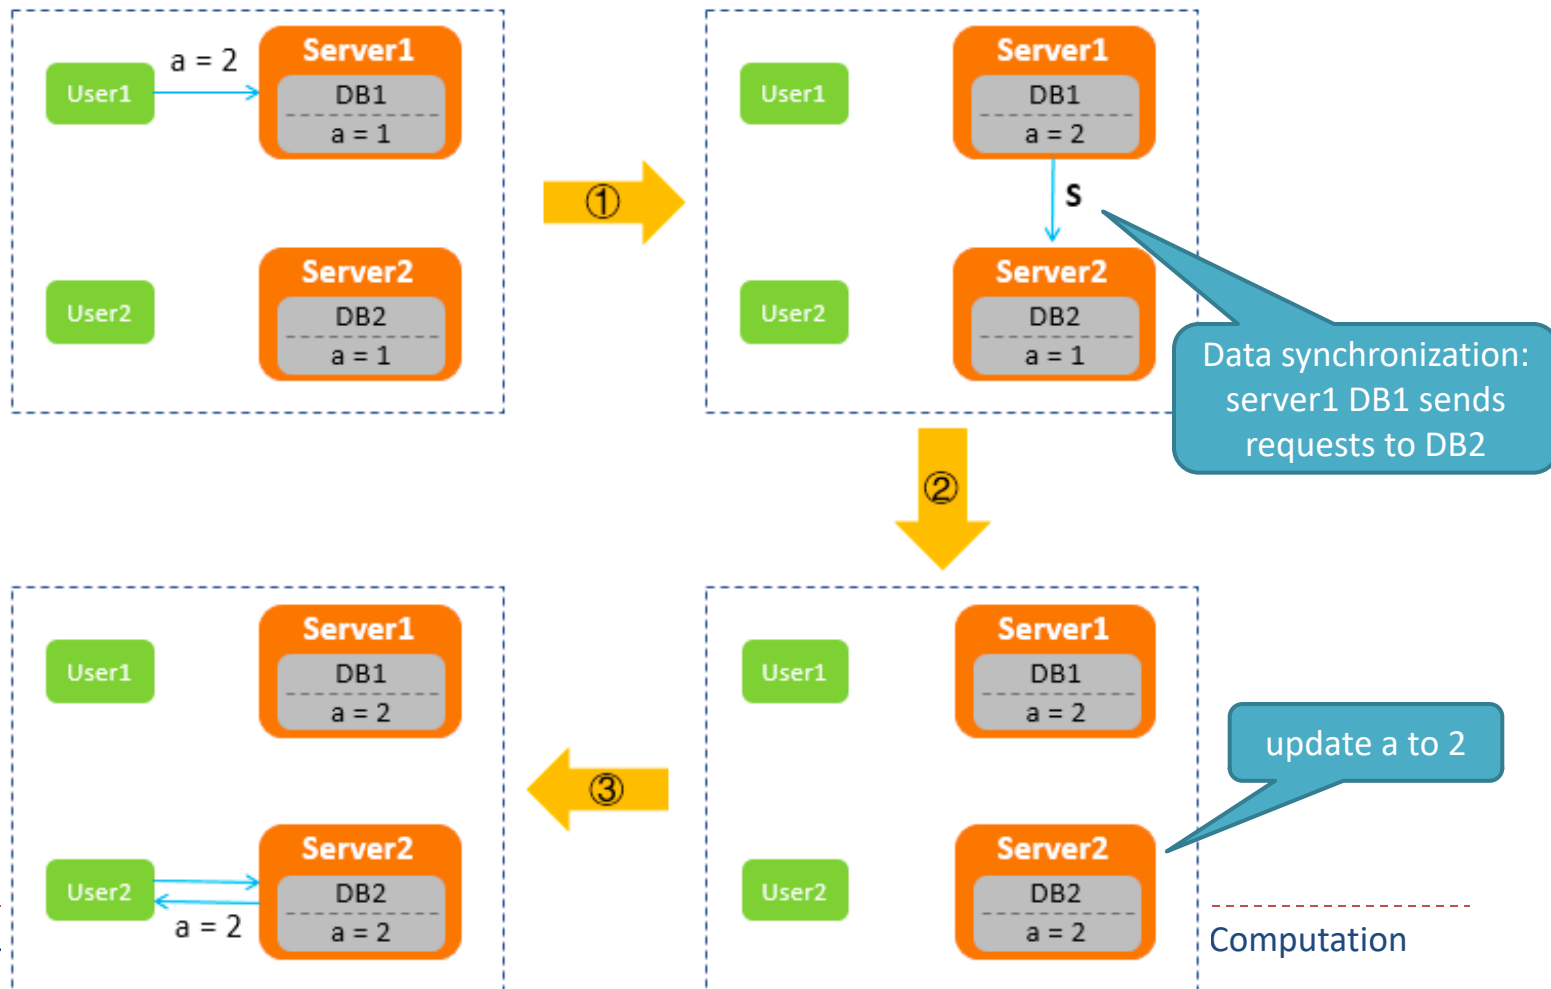 a = 2
User1
Server1
DB1
a = 1
User2
Server2
DB2
a = 1
①
User1
Server1
DB1
a = 2
S
User2
Server2
DB2
a = 1
Data synchronization:
server1 DB1 sends
requests to DB2
②
User1
Server1
DB1
a = 2
User2
Server2
DB2
a = 2
update a to 2
③
User1
Server1
DB1
a = 2
User2
a = 2
Server2
DB2
a = 2
Computation